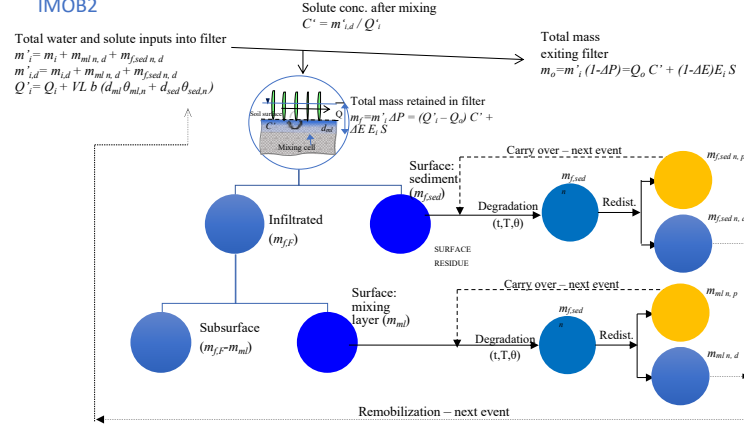 IMOB2
Solute conc. after mixing
C‘ = m‘i,d / Q‘i
Total water and solute inputs into filter
m’i= mi + mml n, d + mf,sed n, d
m’i,d= mi,d + mml n, d + mf,sed n, d
Q’i= Qi + VL b (dml θml,n + dsed θsed,n)
Total mass
exiting filter
mo=m’i (1-ΔP)=Qo C’ + (1-ΔE)Ei S
Total mass retained in filter
mf=m’i ΔP = (Q’i – Qo) C’ +
ΔE Ei S
Soil surface
Q
C’
dml
Mixing cell
Surface:
sediment
(mf,sed)
Carry over – next event
mf,sed n, p
mf,sed
n
Degradation
(t,T,θ)
Redist.
mf,sed n, d
Infiltrated
(mf,F)
SURFACE
RESIDUE
Surface:
mixing
layer (mml)
Carry over – next event
mml n, p
mf,sed
n
Subsurface
(mf,F-mml)
Degradation
(t,T,θ)
Redist.
mml n, d
Remobilization – next event